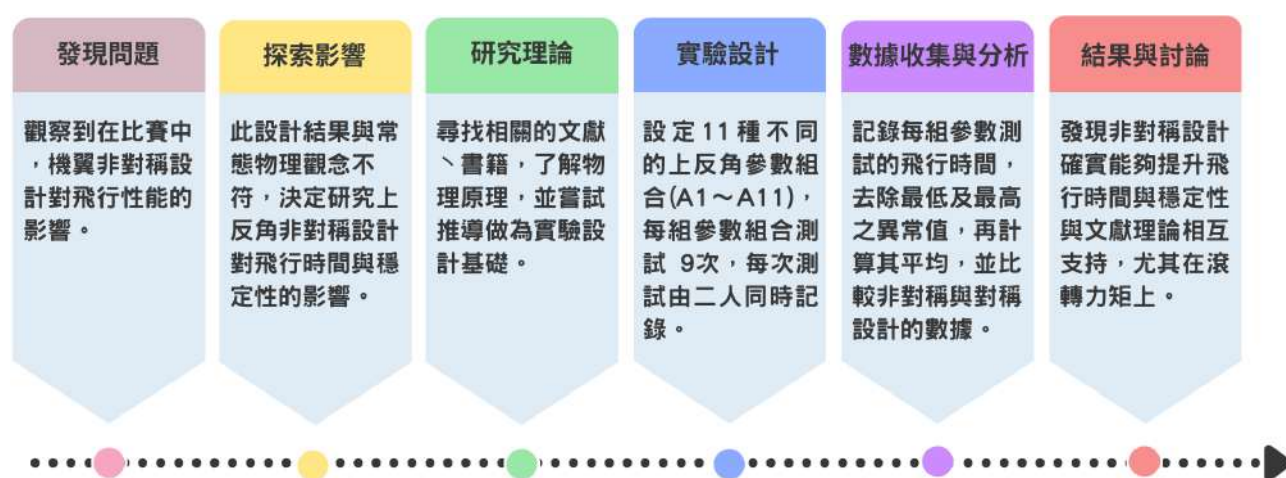 發現問題
觀察到在比賽中
，機翼非對稱設
計對飛行性能的
影響。
探索影響
此設計結果與常
態物理觀念不
符，決定研究上
反角非對稱設計
對飛行時間與穩
定性的影響。
研究理論
尋找相關的文獻
、書籍，了解物
理原理，並嘗試
推導做為實驗設
計基礎。
實驗設計
設定11種不同
的上反角參數組
合(A1～A11)，
每組參數組合測
試 9次，每次測
試由二人同時記
錄。
數據收集與分析
記錄每組參數測
試的飛行時間，
去除最低及最高
之異常值，再計
算其平均，並比
較非對稱與對稱
設計的數據。
結果與討論
發現非對稱設計
確實能夠提升飛
行時間與穩定性
與文獻理論相互
支持，尤其在滾
轉力矩上。